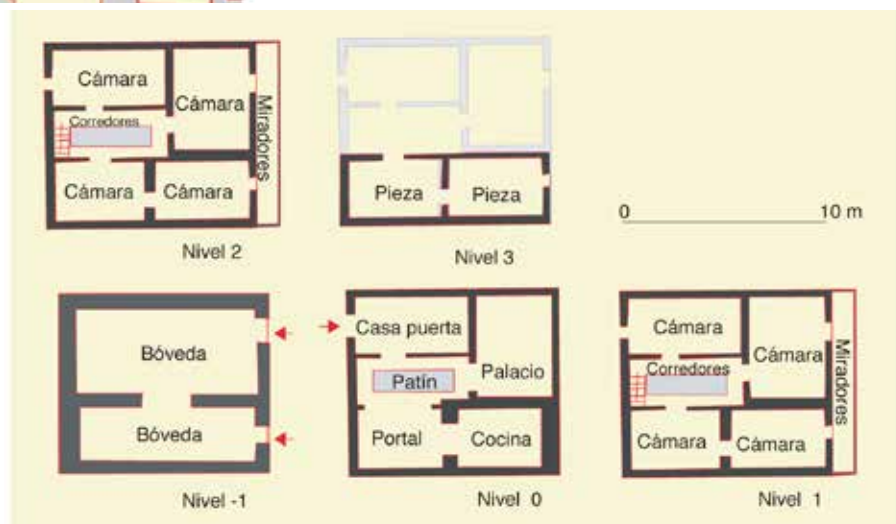 Cámara
Cámara
Corredores
Miradores
Cámara
Cámara
Nivel 2
Pieza
Pieza
Nivel 3
0 10 m
Bóveda
Bóveda
Nivel -1
Casa puerta
Patín
Palacio
Portal
Cocina
Nivel 0
Cámara
Cámara
Corredores
Miradores
Cámara
Cámara
Nivel 1